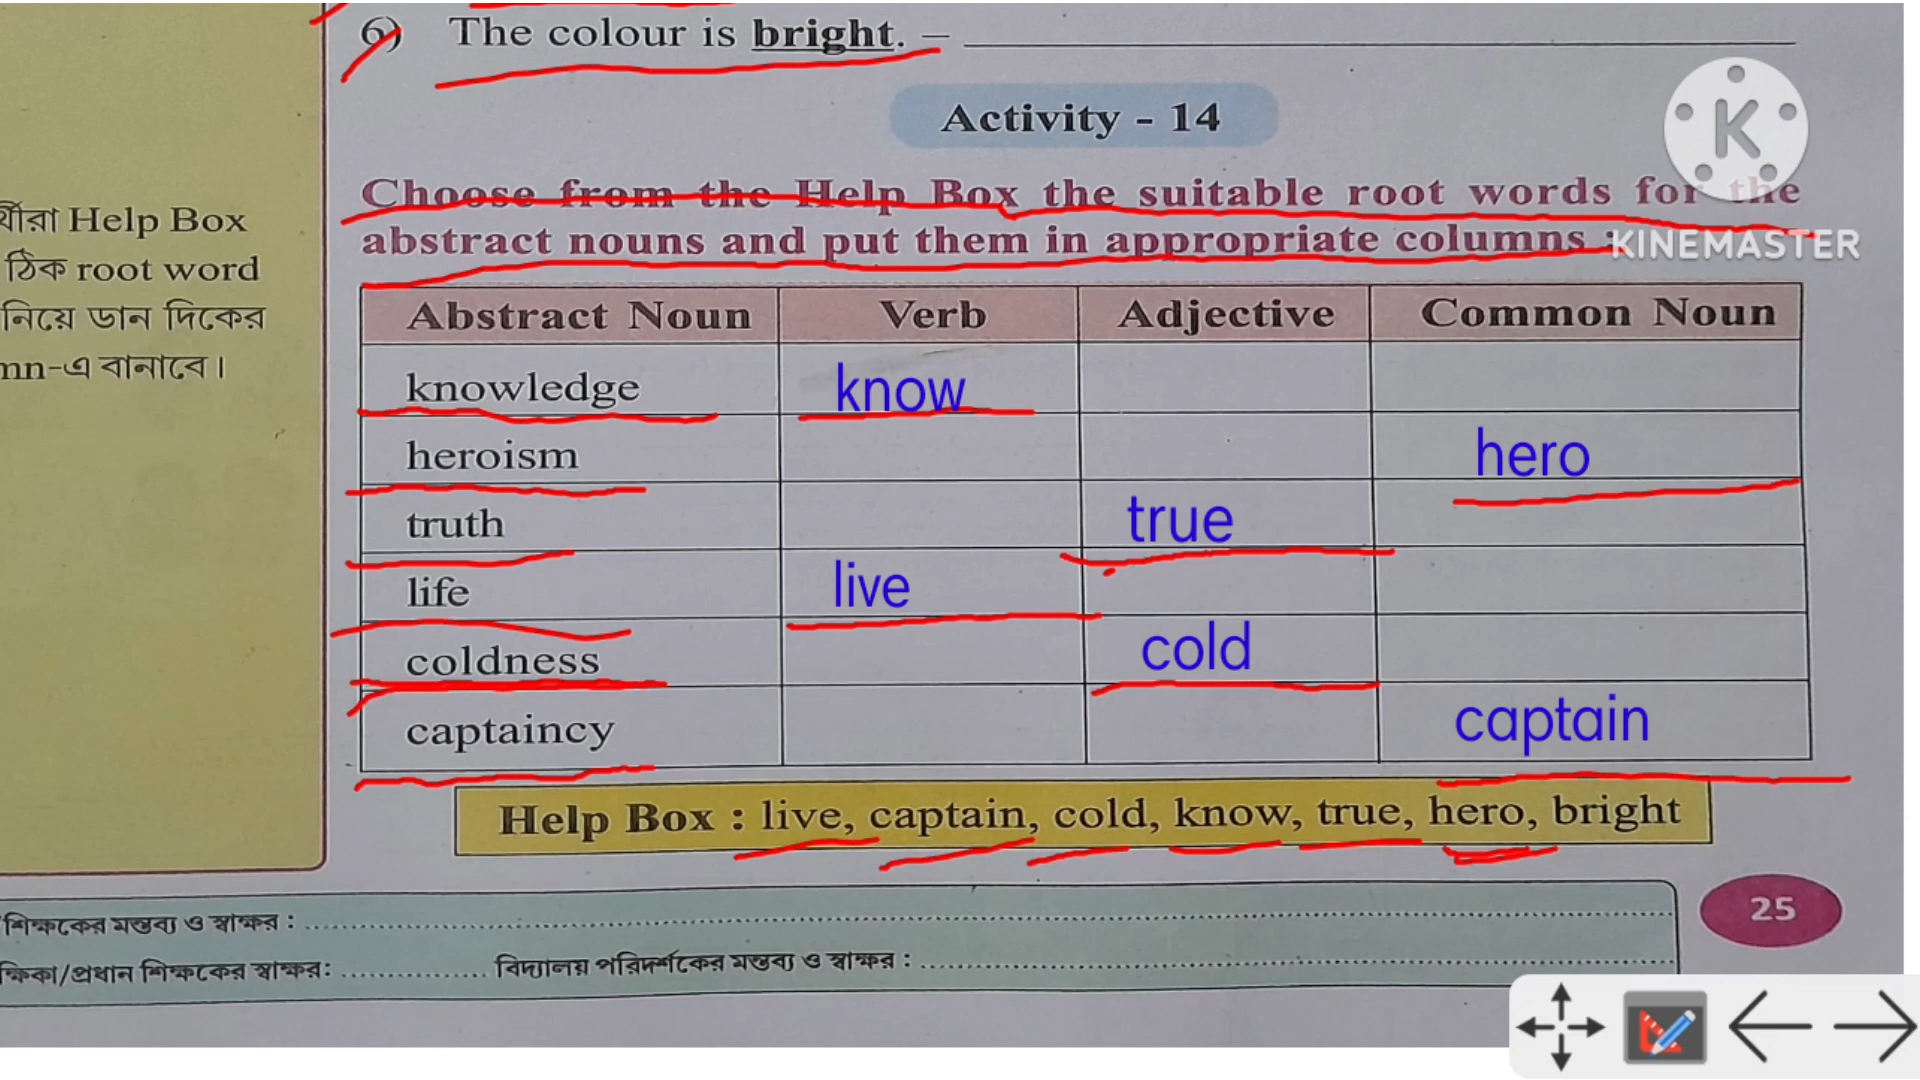 6) The colour is bright. –
Activity - 14
Choose from the Help Box the suitable root words for the
abstract nouns and put them in appropriate columns :
KINEMASTER
র্থীরা Help Box
ঠিক root word
নিয়ে ডান দিকের
mn-এ বানাবে।
Abstract Noun Verb Adjective Common Noun
knowledge know
heroism hero
truth true
life live
coldness cold
captaincy captain
Help Box : live, captain, cold, know, true, hero, bright
শিক্ষকের মন্তব্য ও স্বাক্ষর :
ক্ষিকা/প্রধান শিক্ষকের স্বাক্ষর: বিদ্যালয় পরিদর্শকের মন্তব্য ও স্বাক্ষর :
25